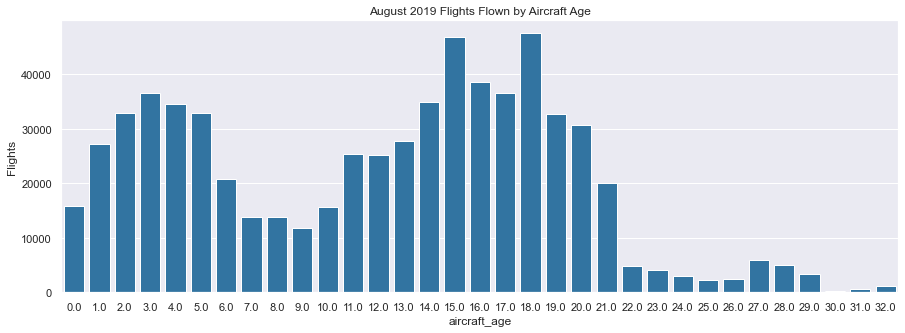 August 2019 Flights Flown by Aircraft Age
Flights
40000
30000
20000
10000
0
0.0 1.0 2.0 3.0 4.0 5.0 6.0 7.0 8.0 9.0 10.0 11.0 12.0 13.0 14.0 15.0 16.0 17.0 18.0 19.0 20.0 21.0 22.0 23.0 24.0 25.0 26.0 27.0 28.0 29.0 30.0 31.0 32.0
aircraft_age